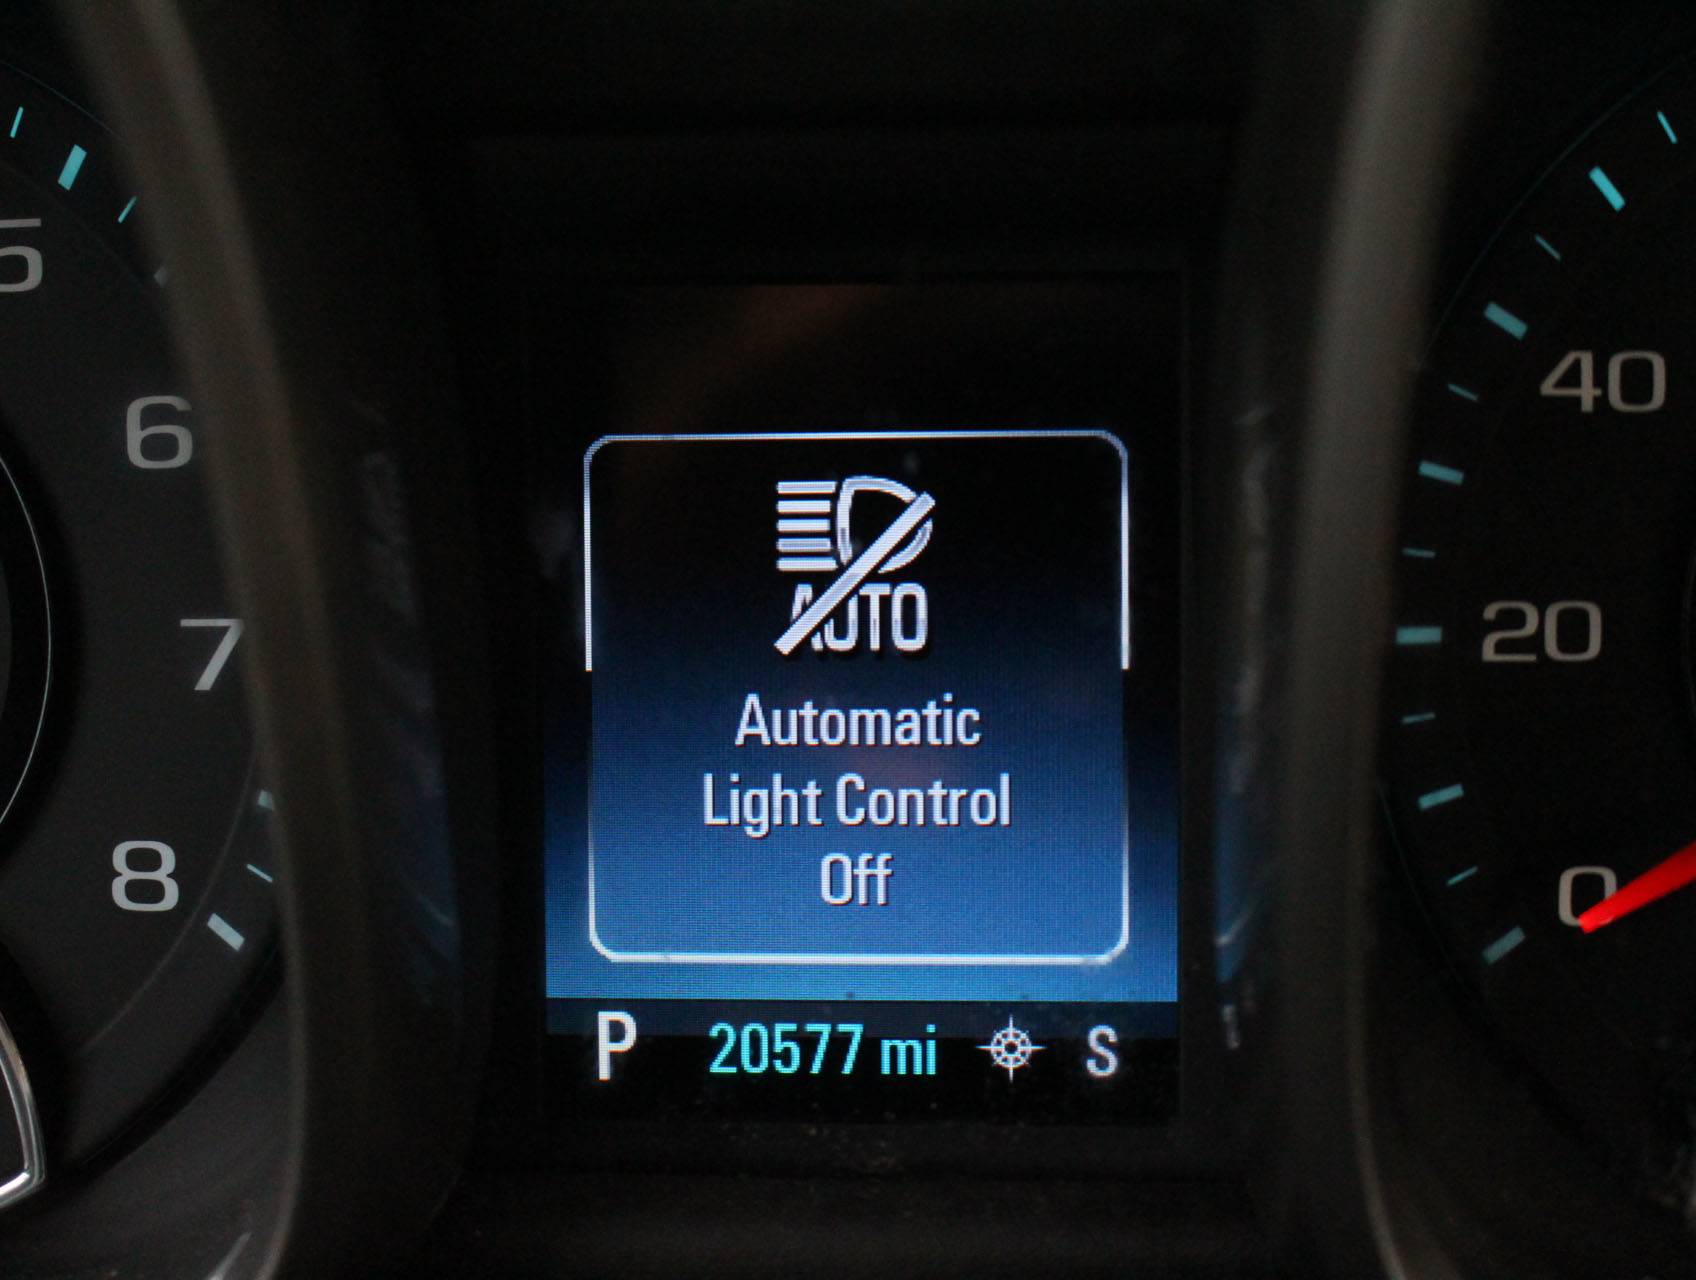 5
6
7
8
AUTO
Automatic
Light Control
Off
P 20577 mi S
40
20
0